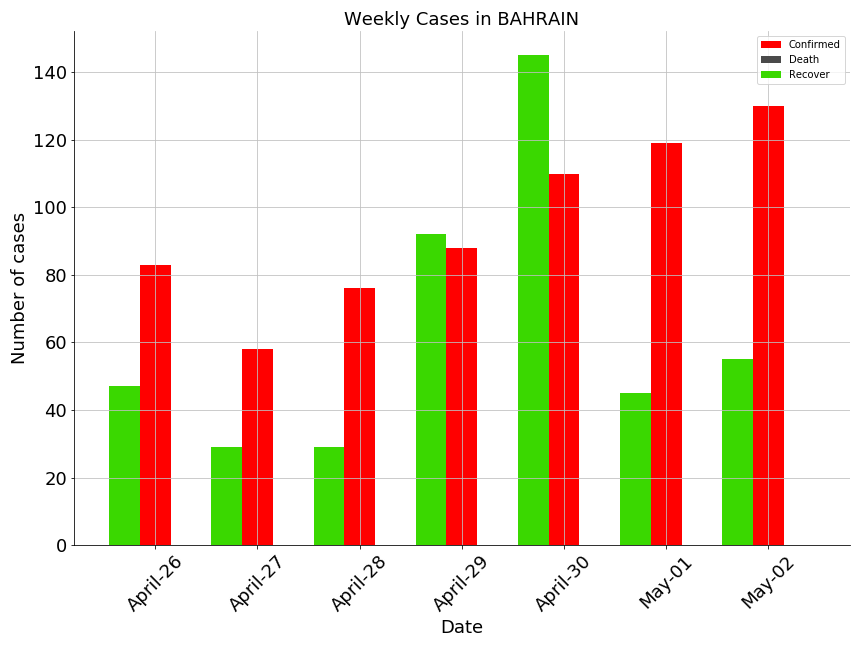 Weekly Cases in BAHRAIN
Confirmed
Death
Recover
Number of cases
140
120
100
80
60
40
20
0
April-26
April-27
April-28
April-29
April-30
May-01
May-02
Date